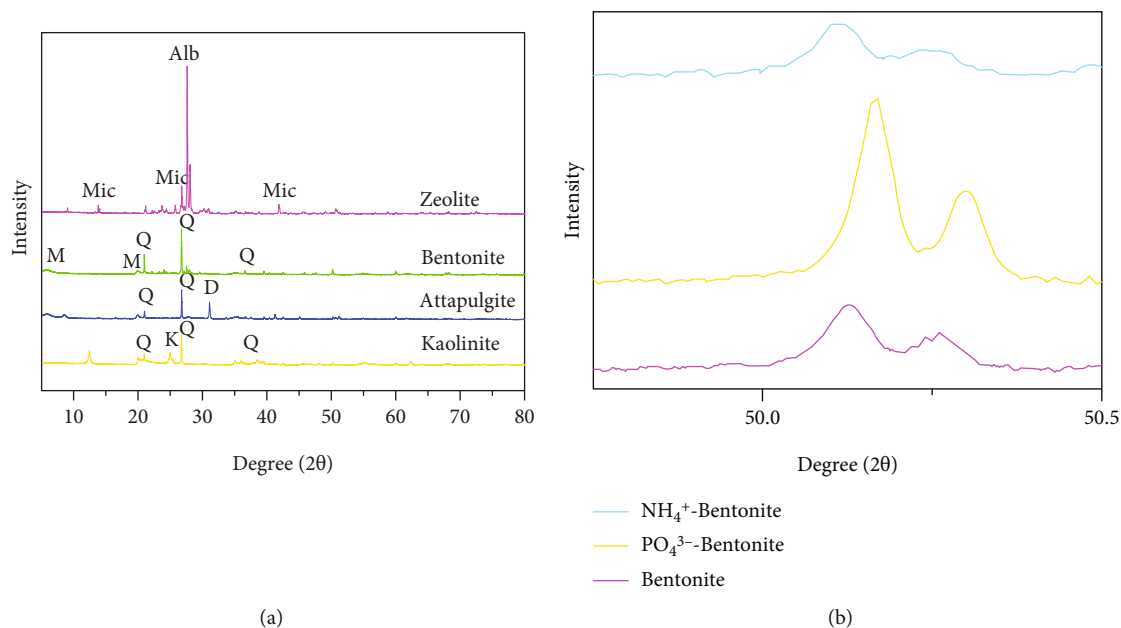 Alb
Mic
Mic
Mic
Zeolite
Q
Q
M
M
Q
Bentonite
Q
Q
D
Attapulgite
Q
Q
K
Q
Kaolinite
Intensity
10 20 30 40 50 60 70 80
Degree (2θ)
(a)
Intensity
50.0 50.5
Degree (2θ)
NH₄⁺-Bentonite
PO₄³⁻-Bentonite
Bentonite
(b)